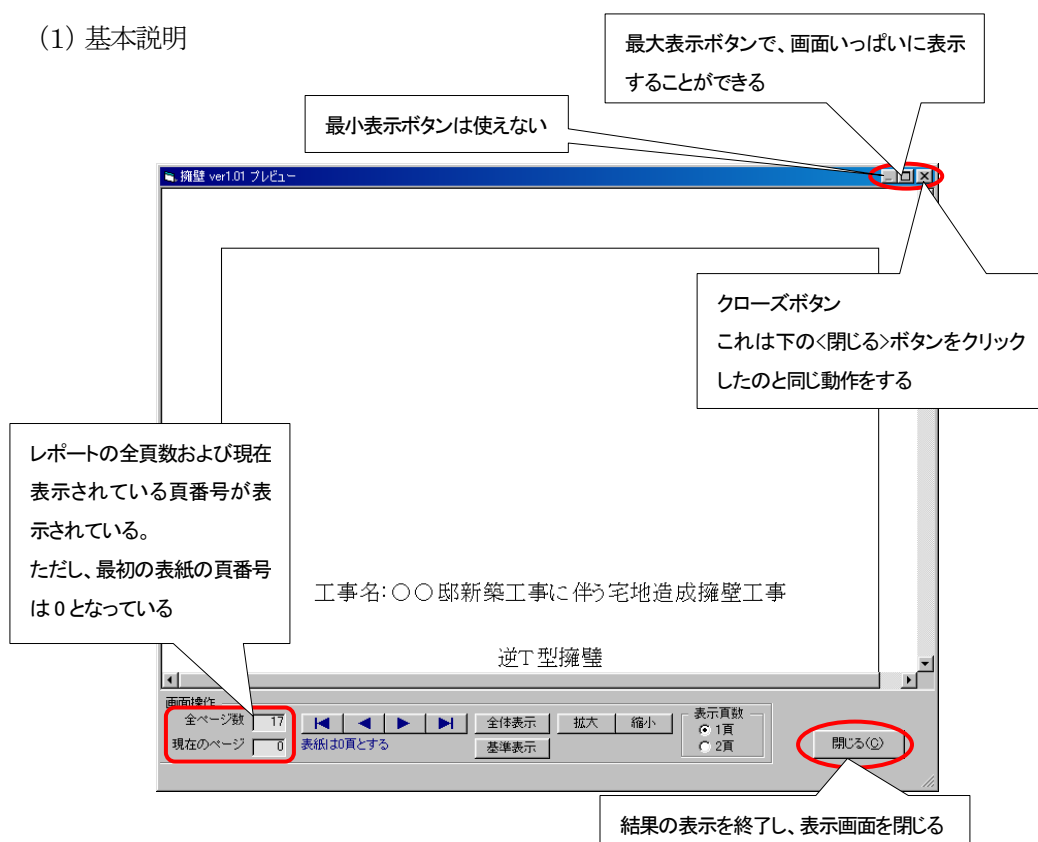 (1) 基本説明
最大表示ボタンで、画面いっぱいに表示
することができる
最小表示ボタンは使えない
擁壁 ver1.01 プレビュー
クローズボタン
これは下の<閉じる>ボタンをクリック
したのと同じ動作をする
レポートの全頁数および現在
表示されている頁番号が表
示されている。
ただし、最初の表紙の頁番号
は0となっている
工事名:○○邸新築工事に伴う宅地造成擁壁工事
逆T型擁壁
画面操作
全ページ数 17
現在のページ 0
表紙は0頁とする
全体表示
基準表示
拡大
縮小
表示頁数
1頁
2頁
閉じる(C)
結果の表示を終了し、表示画面を閉じる